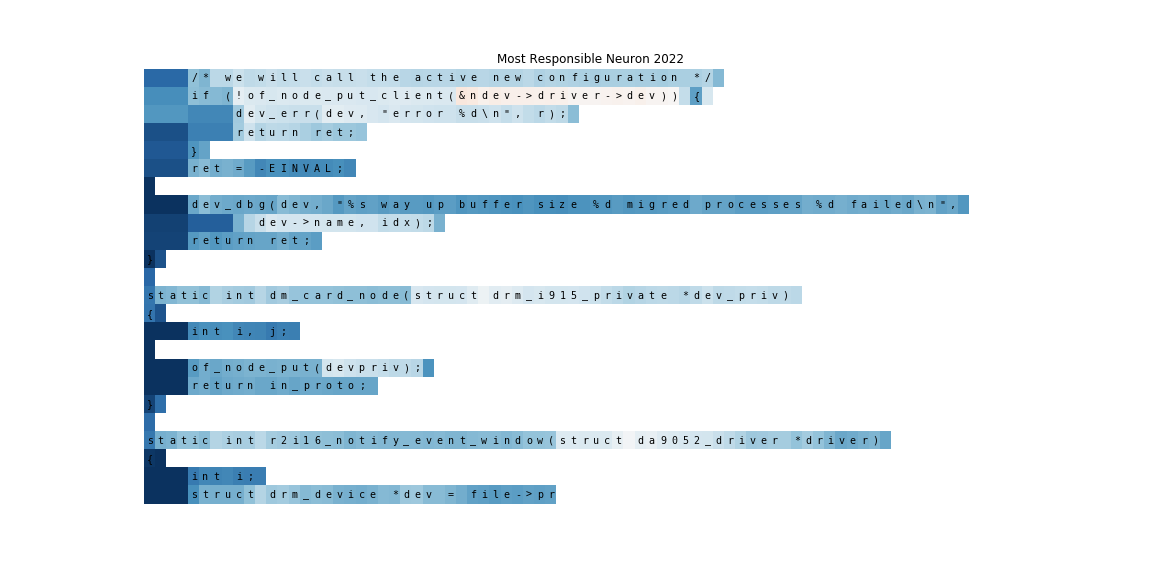 Most Responsible Neuron 2022
/* we will call the active new configuration */
if (!of_node_put_client(&ndev->driver->dev)) {
dev_err(dev, "error %d\n", r);
return ret;
}
ret = -EINVAL;
dev_dbg(dev, "%s way up buffer size %d migred processes %d failed\n",
dev->name, idx);
return ret;
}
static int dm_card_node(struct drm_i915_private *dev_priv)
{
int i, j;
of_node_put(devpriv);
return in_proto;
}
static int r2i16_notify_event_window(struct da9052_driver *driver)
{
int i;
struct drm_device *dev = file->pr